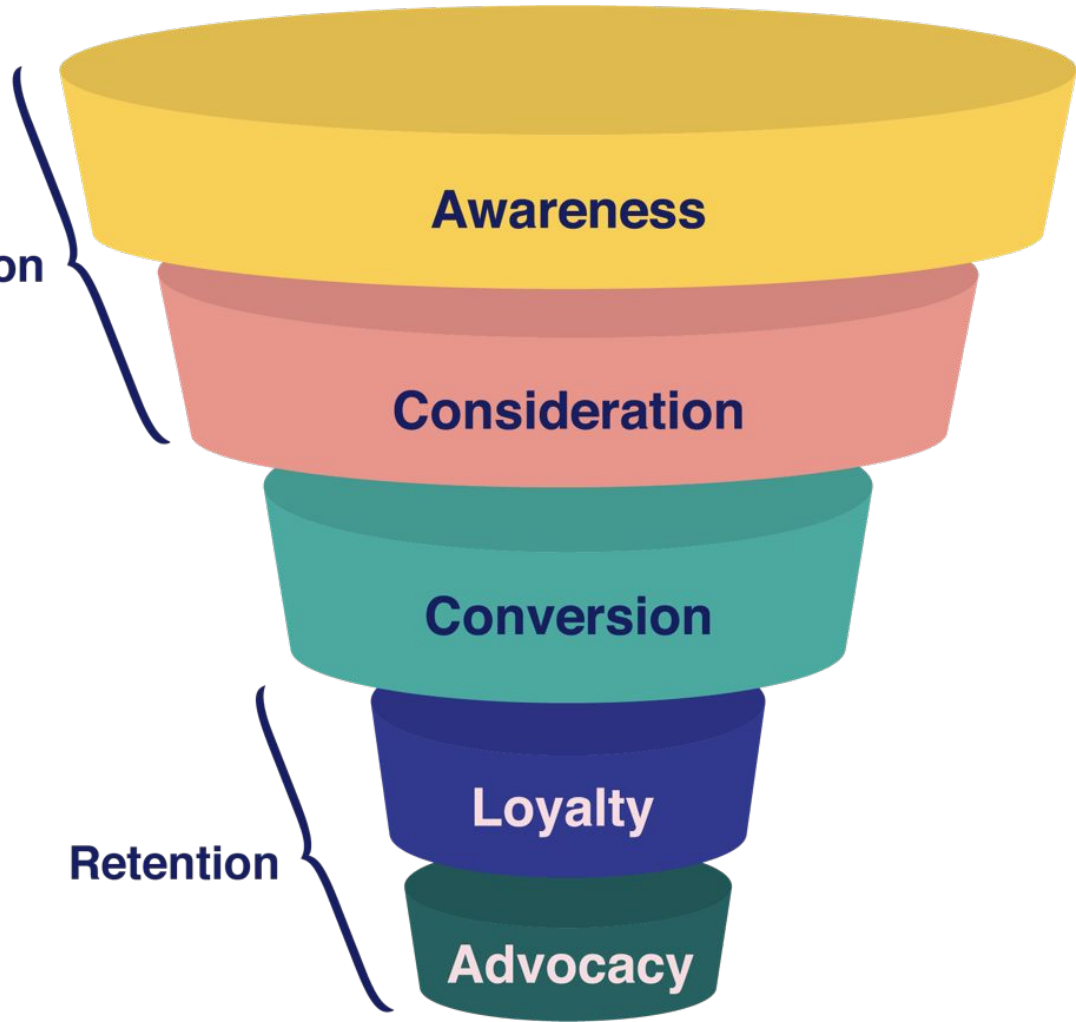 Awareness
on
Consideration
Conversion
Loyalty
Retention
Advocacy